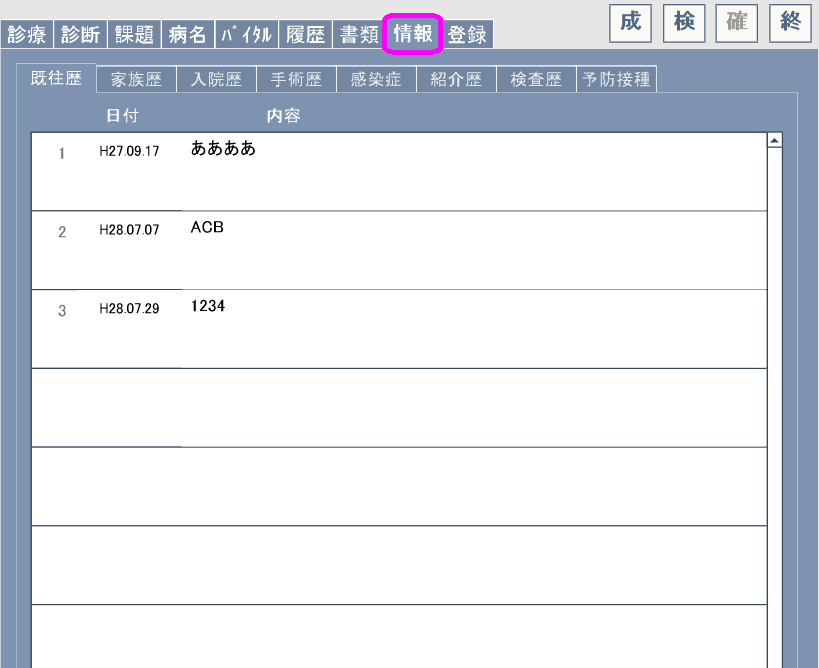 成 検 確 終
診療 診断 課題 病名 ﾊﾞｲﾀﾙ 履歴 書類 情報 登録
既往歴 家族歴 入院歴 手術歴 感染症 紹介歴 検査歴 予防接種
日付 内容
1 H27.09.17 ああああ
2 H28.07.07 ACB
3 H28.07.29 1234